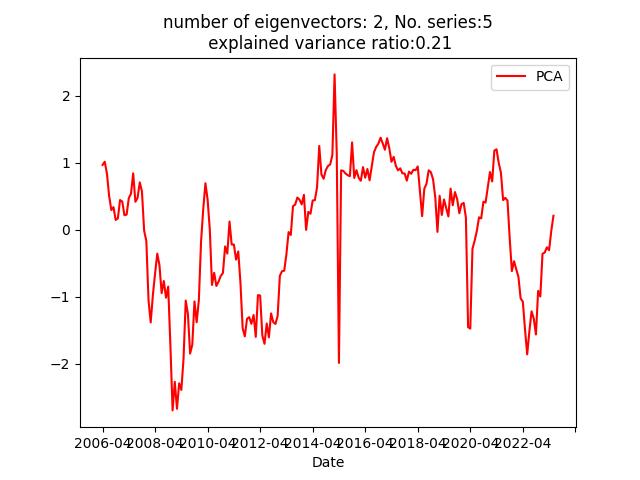 number of eigenvectors: 2, No. series:5
explained variance ratio:0.21
PCA
2
1
0
−1
−2
2006-04 2008-04 2010-04 2012-04 2014-04 2016-04 2018-04 2020-04 2022-04
Date